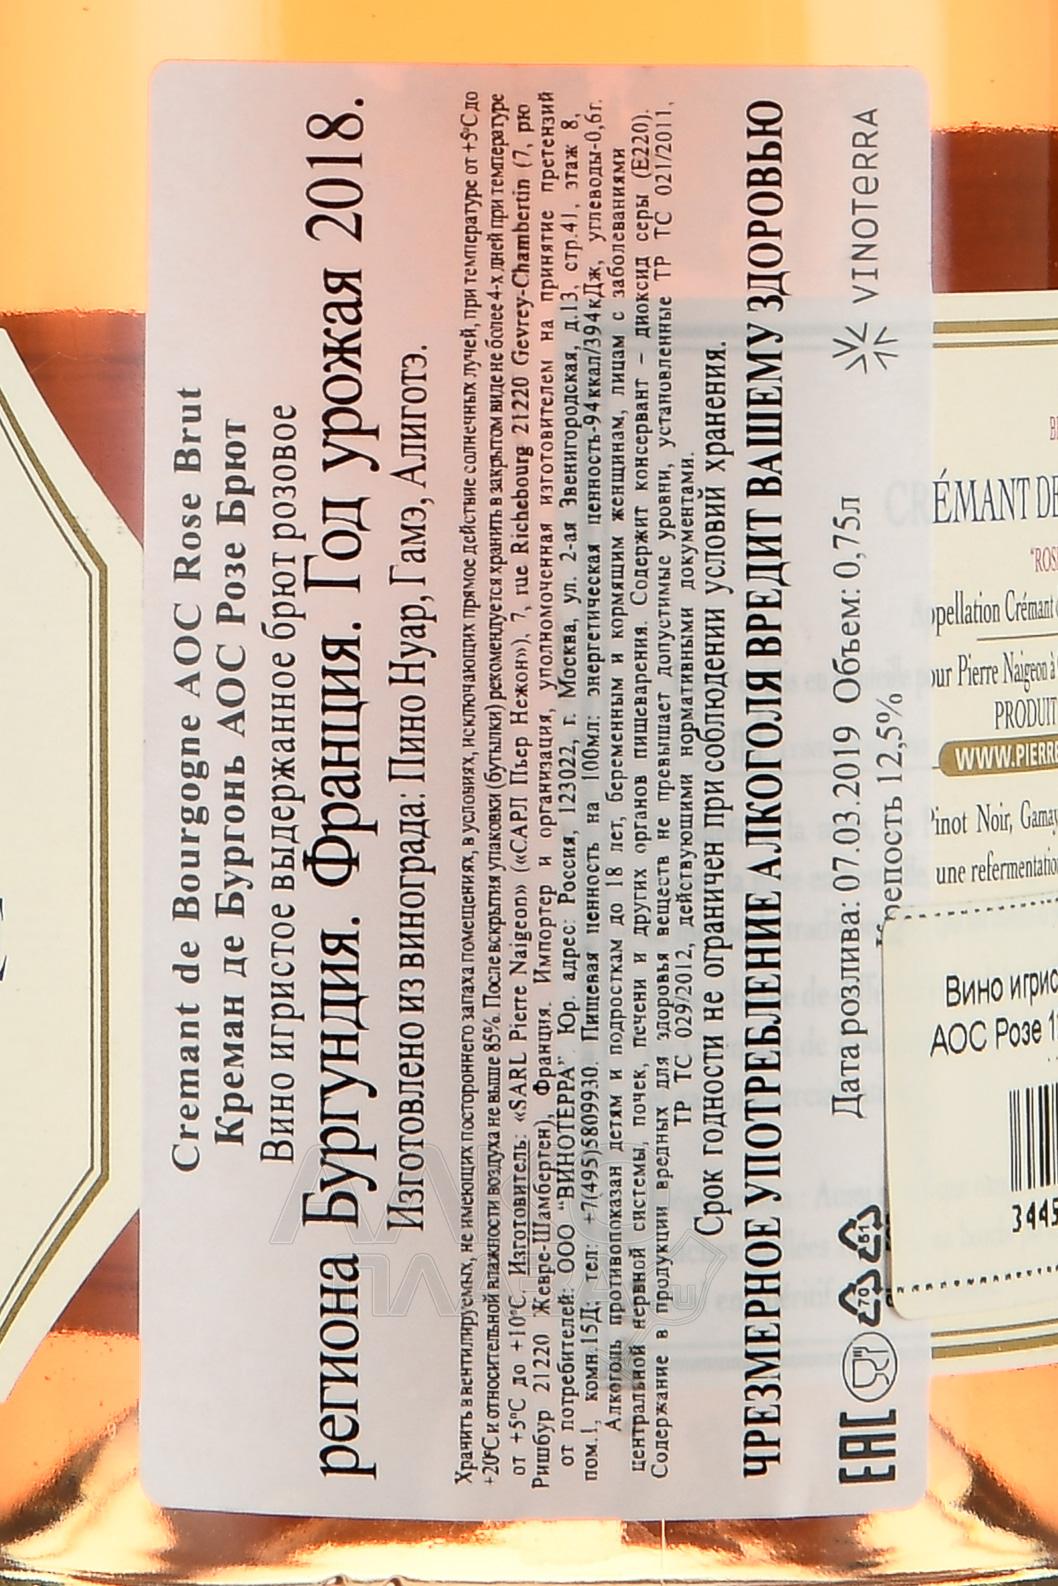 Cremant de Bourgogne AOC Rose Brut
Креман де Бургонь АОС Розе Брют
Вино игристое выдержанное брют розовое
региона Бургундия. Франция. Год урожая 2018.
Изготовлено из винограда: Пино Нуар, Гамэ, Алиготэ.
Хранить в вентилируемых, не имеющих постороннего запаха помещениях, в условиях, исключающих прямое действие солнечных лучей, при температуре от +5°С до
+20°С и относительной влажности воздуха не выше 85%. После вскрытия упаковки (бутылки) рекомендуется хранить в закрытом виде не более 4-х дней при температуре
от +5°С до +10°С. Изготовитель: «SARL Pierre Naigeon» («САРЛ Пьер Нежон»), 7, rue Richebourg 21220 Gevrey-Chambertin (7, рю
Ришбур 21220 Жевре-Шамбертен), Франция. Импортер и организация, уполномоченная изготовителем на принятие претензий
от потребителей: ООО "ВИНОТЕРРА". Юр. адрес: Россия, 123022, г. Москва, ул. 2-ая Звенигородская, д.13, стр.41, этаж 8,
пом.1, комн.15Д; тел: +7(495)5809930. Пищевая ценность на 100мл: энергетическая ценность-94ккал/394кДж, углеводы-0,6г.
Алкоголь противопоказан детям и подросткам до 18 лет, беременным и кормящим женщинам, лицам с заболеваниями
центральной нервной системы, почек, печени и других органов пищеварения. Содержит консервант – диоксид серы (Е220).
Содержание в продукции вредных для здоровья веществ не превышает допустимые уровни, установленные ТР ТС 021/2011,
ТР ТС 029/2012, действующими нормативными документами.
Срок годности не ограничен при соблюдении условий хранения.
ЧРЕЗМЕРНОЕ УПОТРЕБЛЕНИЕ АЛКОГОЛЯ ВРЕДИТ ВАШЕМУ ЗДОРОВЬЮ
EAC 70 51 Дата розлива: 07.03.2019 Объем: 0,75л VINOTERRA
12,5%
CRÉMANT DE
Appellation Crémant
Pierre Naigeon à
PRODUIT
WWW.PIERRE
Pinot Noir, Gamay
une refermentation
Вино игрис
АОС Розе
3445